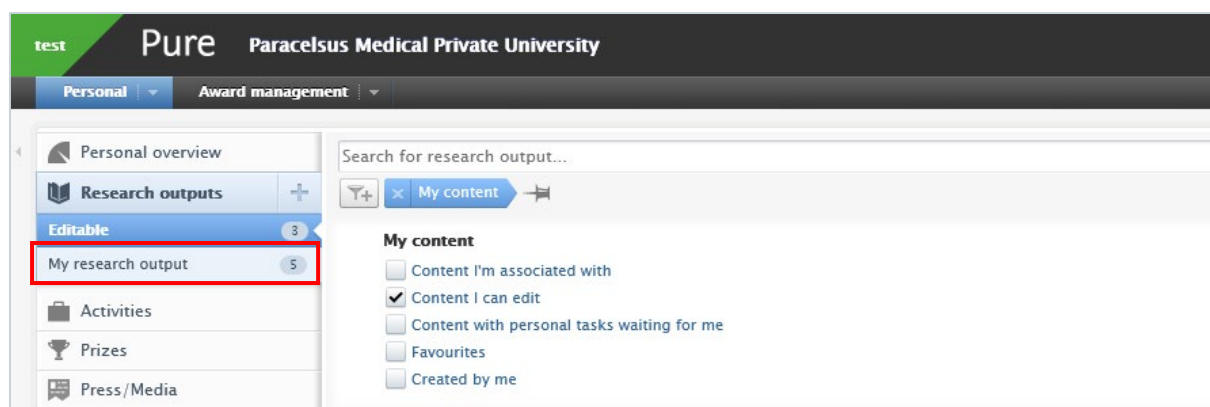 test
Pure Paracelsus Medical Private University
Personal Award management
Personal overview
Research outputs
Editable 3
My research output 5
Activities
Prizes
Press/Media
Search for research output...
My content
My content
Content I'm associated with
Content I can edit
Content with personal tasks waiting for me
Favourites
Created by me